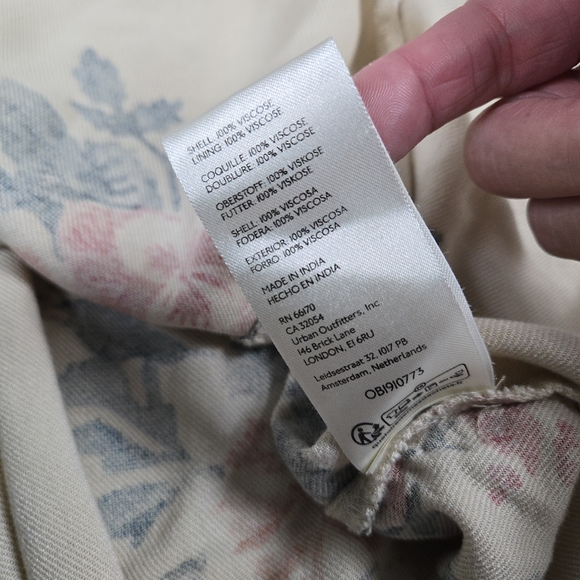 SHELL: 100% VISCOSE
LINING: 100% VISCOSE
COQUILLE: 100% VISCOSE
DOUBLURE: 100% VISCOSE
OBERSTOFF: 100% VISKOSE
FUTTER: 100% VISKOSE
SHELL: 100% VISCOSA
FODERA: 100% VISCOSA
EXTERIOR: 100% VISCOSA
FORRO: 100% VISCOSA
MADE IN INDIA
HECHO EN INDIA
RN 66170
CA 32054
Urban Outfitters, Inc
146 Brick Lane
LONDON, E1 6RU
Leidsestraat 32, 1017 PB
Amsterdam, Netherlands
OB1910773